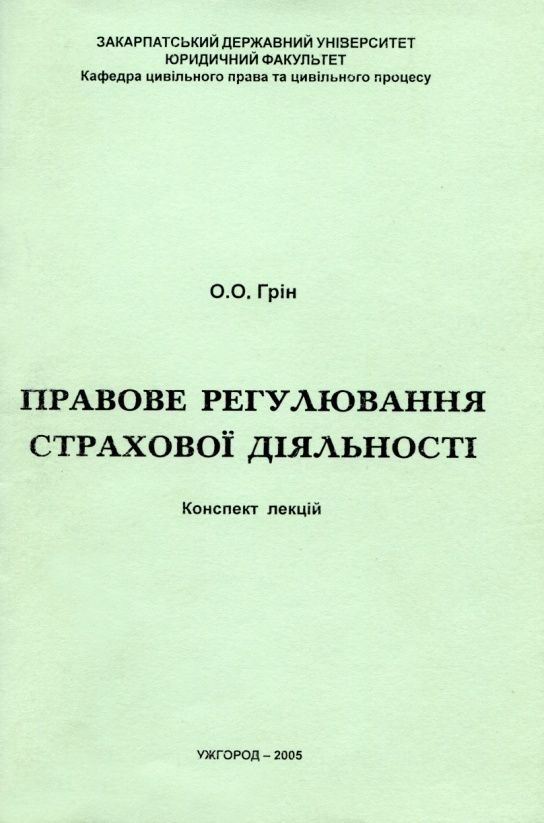 ЗАКАРПАТСЬКИЙ ДЕРЖАВНИЙ УНІВЕРСИТЕТ
ЮРИДИЧНИЙ ФАКУЛЬТЕТ
Кафедра цивільного права та цивільного процесу
О.О. Грін
ПРАВОВЕ РЕГУЛЮВАННЯ
СТРАХОВОЇ ДІЯЛЬНОСТІ
Конспект лекцій
УЖГОРОД – 2005